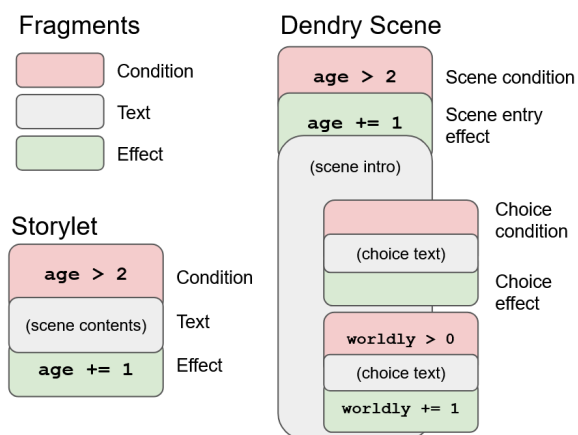 Fragments
Condition
Text
Effect
Storylet
age > 2
Condition
(scene contents)
Text
age += 1
Effect
Dendry Scene
age > 2
Scene condition
age += 1
Scene entry
effect
(scene intro)
Choice
condition
(choice text)
Choice
effect
worldly > 0
(choice text)
worldly += 1